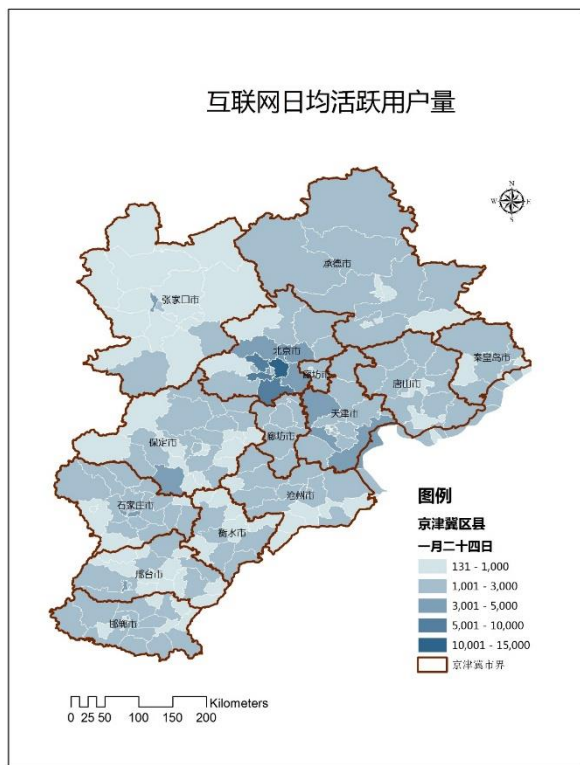 互联网日均活跃用户量
N
W
E
S
承德市
张家口市
北京市
秦皇岛市
廊坊市
唐山市
天津市
保定市
廊坊市
沧州市
石家庄市
衡水市
邢台市
邯郸市
图例
京津冀区县
一月二十四日
131 - 1,000
1,001 - 3,000
3,001 - 5,000
5,001 - 10,000
10,001 - 15,000
京津冀市界
Kilometers
0 25 50 100 150 200